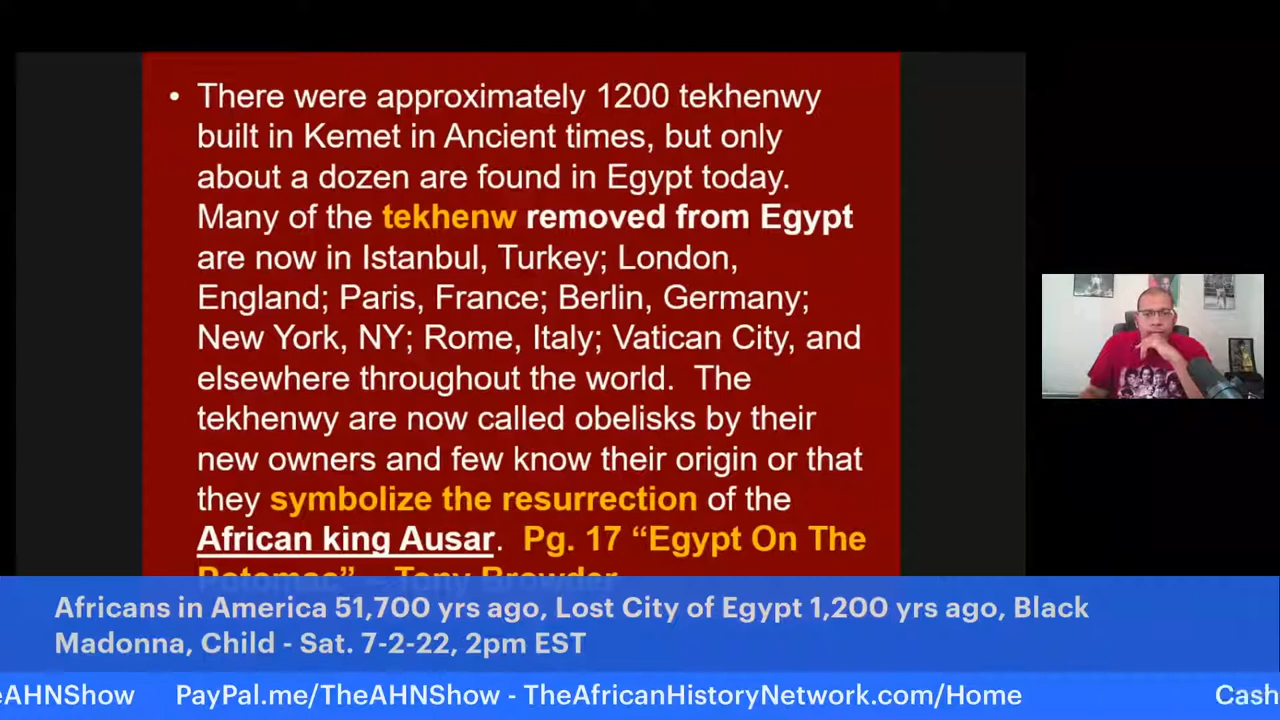 • There were approximately 1200 tekhenwy
built in Kemet in Ancient times, but only
about a dozen are found in Egypt today.
Many of the tekhenw removed from Egypt
are now in Istanbul, Turkey; London,
England; Paris, France; Berlin, Germany;
New York, NY; Rome, Italy; Vatican City, and
elsewhere throughout the world. The
tekhenwy are now called obelisks by their
new owners and few know their origin or that
they symbolize the resurrection of the
African king Ausar. Pg. 17 “Egypt On The
Potomac” – Tony Browder
Africans in America 51,700 yrs ago, Lost City of Egypt 1,200 yrs ago, Black
Madonna, Child - Sat. 7-2-22, 2pm EST
eAHNShow PayPal.me/TheAHNShow - TheAfricanHistoryNetwork.com/Home Cash